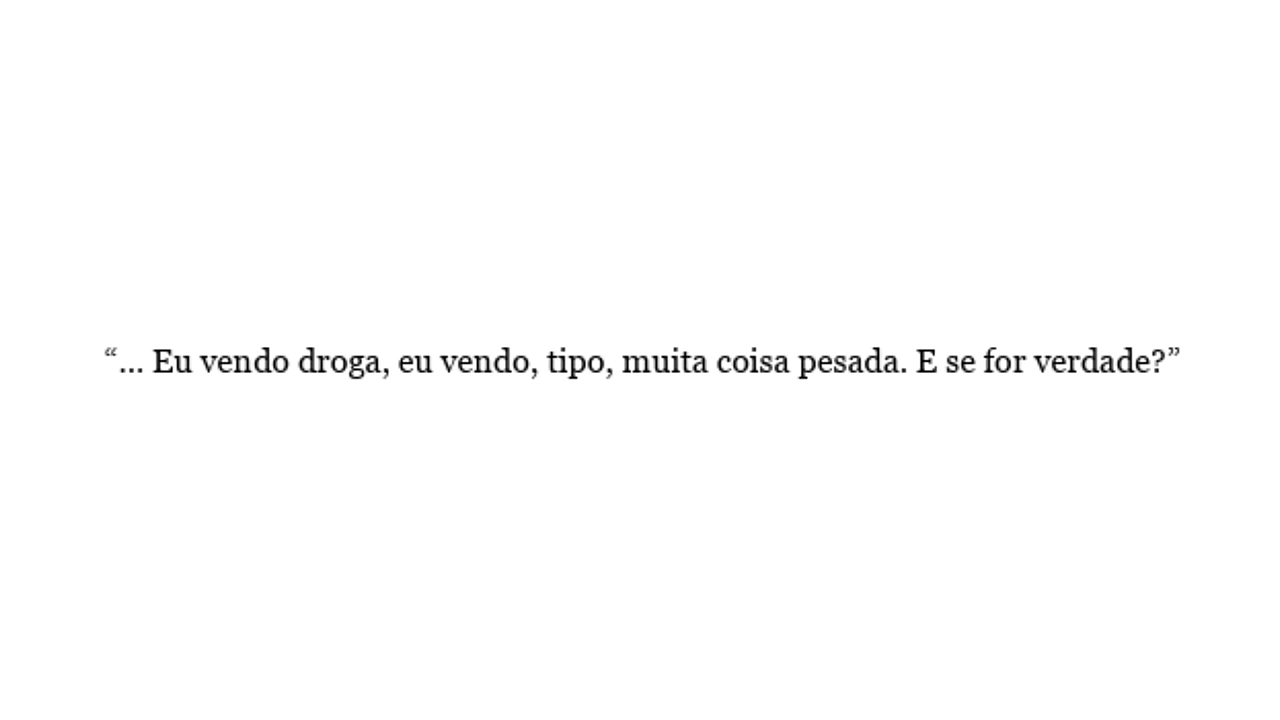 “... Eu vendo droga, eu vendo, tipo, muita coisa pesada. E se for verdade?”